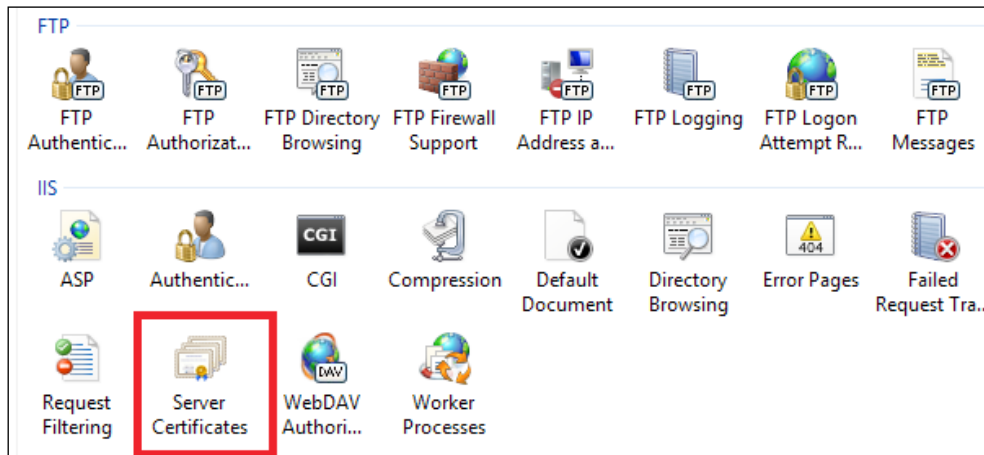 FTP
FTP FTP FTP FTP FTP FTP FTP FTP
FTP FTP FTP Directory FTP Firewall FTP IP FTP Logging FTP Logon FTP
Authentic... Authorizat... Browsing Support Address a... Attempt R... Messages
IIS
CGI 404
ASP Authentic... CGI Compression Default Directory Error Pages Failed
Document Browsing Request Tra..
DAV
Request Server WebDAV Worker
Filtering Certificates Authori... Processes